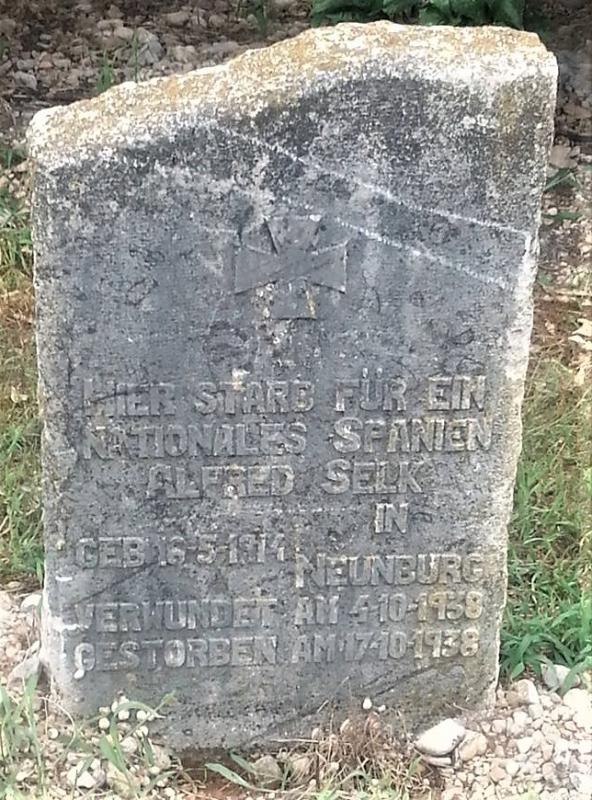 HIER STARB FÜR EIN
NATIONALES SPANIEN
ALFRED SELK
IN
GEB 16-5-1914
NEUNBURG
VERWUNDET AM 4-10-1938
GESTORBEN AM 17-10-1938